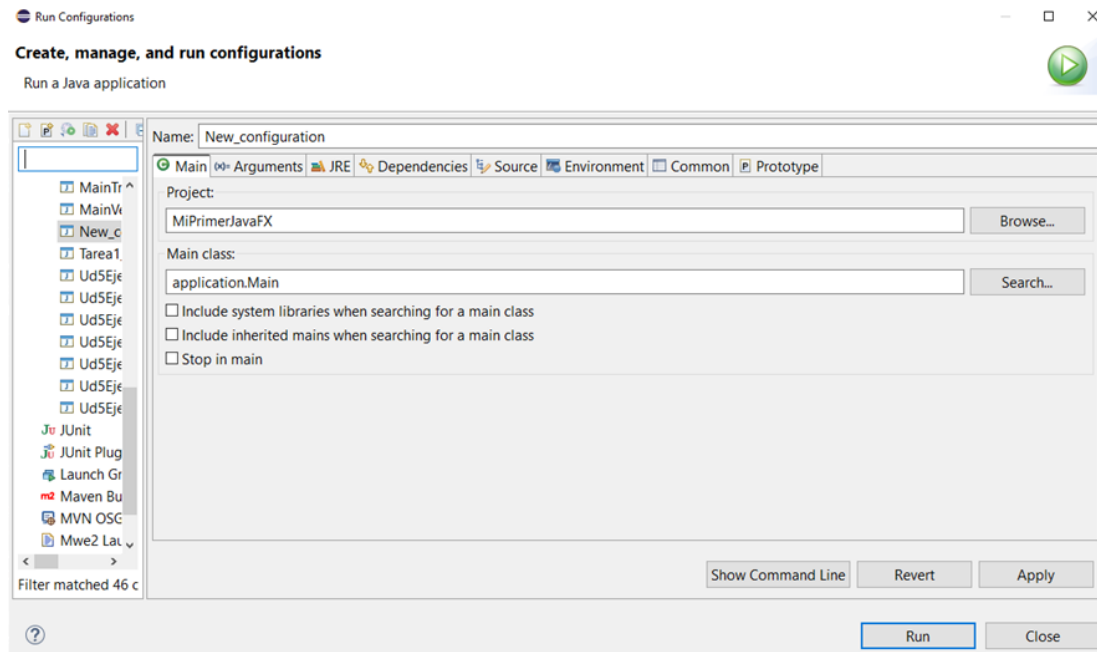 Run Configurations
Create, manage, and run configurations
Run a Java application
Name: New_configuration
Main Arguments JRE Dependencies Source Environment Common Prototype
Project:
MiPrimerJavaFX Browse...
Main class:
application.Main Search...
Include system libraries when searching for a main class
Include inherited mains when searching for a main class
Stop in main
MainTr
MainVe
New_c
Tarea1_
Ud5Eje
Ud5Eje
Ud5Eje
Ud5Eje
Ud5Eje
Ud5Eje
Ud5Eje
JUnit
JUnit Plug
Launch Gr
m2 Maven Bu
MVN OSG
Mwe2 Lau
Filter matched 46 c
Show Command Line Revert Apply
Run Close